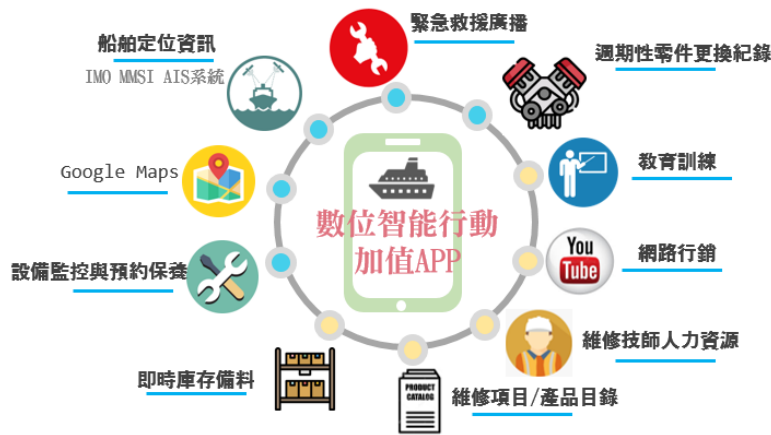 緊急救援廣播
船舶定位資訊
IMO MMSI AIS系統
週期性零件更換紀錄
Google Maps
教育訓練
數位智能行動
加值APP
You
Tube
網路行銷
設備監控與預約保養
維修技師人力資源
即時庫存備料
PRODUCT
CATALOG
維修項目/產品目錄